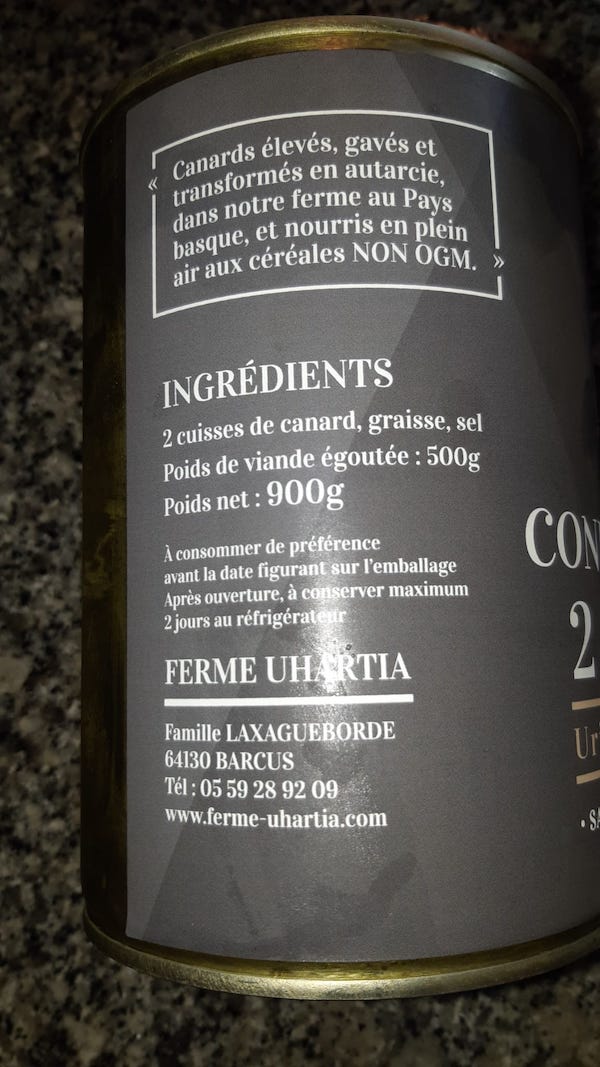 « Canards élevés, gavés et
transformés en autarcie,
dans notre ferme au Pays
basque, et nourris en plein
air aux céréales NON OGM. »
INGRÉDIENTS
2 cuisses de canard, graisse, sel
Poids de viande égoutée : 500g
Poids net : 900g
À consommer de préférence
avant la date figurant sur l'emballage
Après ouverture, à conserver maximum
2 jours au réfrigérateur
FERME UHARTIA
Famille LAXAGUEBORDE
64130 BARCUS
Tél : 05 59 28 92 09
www.ferme-uhartia.com
CON
2